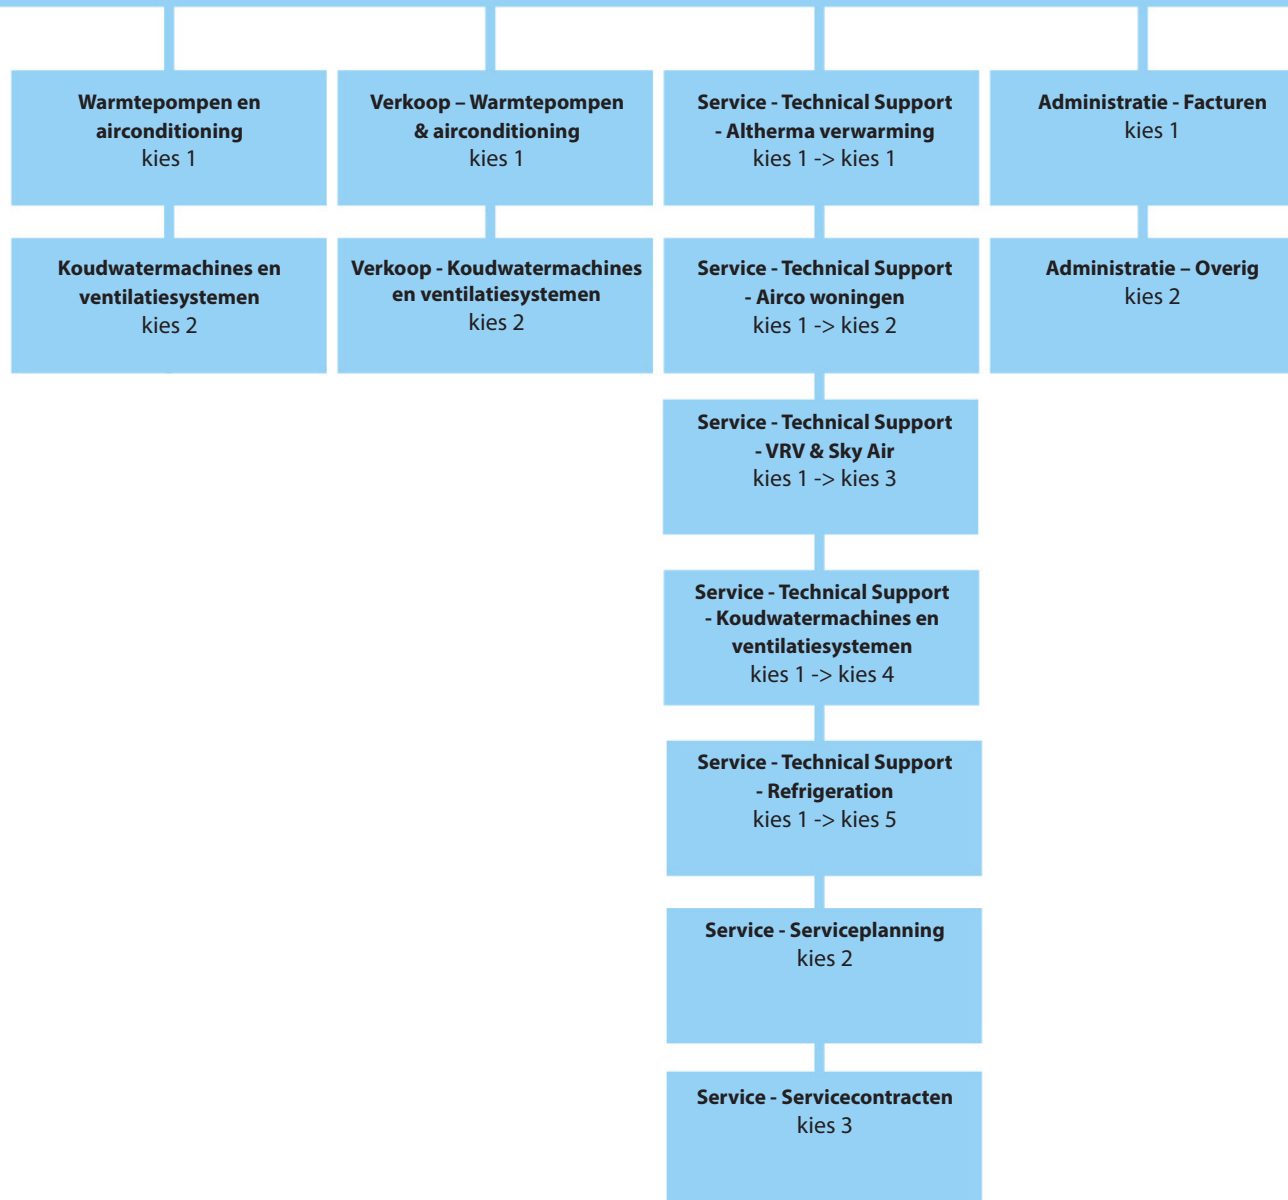 Warmtepompen en
airconditioning
kies 1
Koudwatermachines en
ventilatiesystemen
kies 2
Verkoop – Warmtepompen
& airconditioning
kies 1
Verkoop - Koudwatermachines
en ventilatiesystemen
kies 2
Service - Technical Support
- Altherma verwarming
kies 1 -> kies 1
Service - Technical Support
- Airco woningen
kies 1 -> kies 2
Service - Technical Support
- VRV & Sky Air
kies 1 -> kies 3
Service - Technical Support
- Koudwatermachines en
ventilatiesystemen
kies 1 -> kies 4
Service - Technical Support
- Refrigeration
kies 1 -> kies 5
Service - Serviceplanning
kies 2
Service - Servicecontracten
kies 3
Administratie - Facturen
kies 1
Administratie – Overig
kies 2